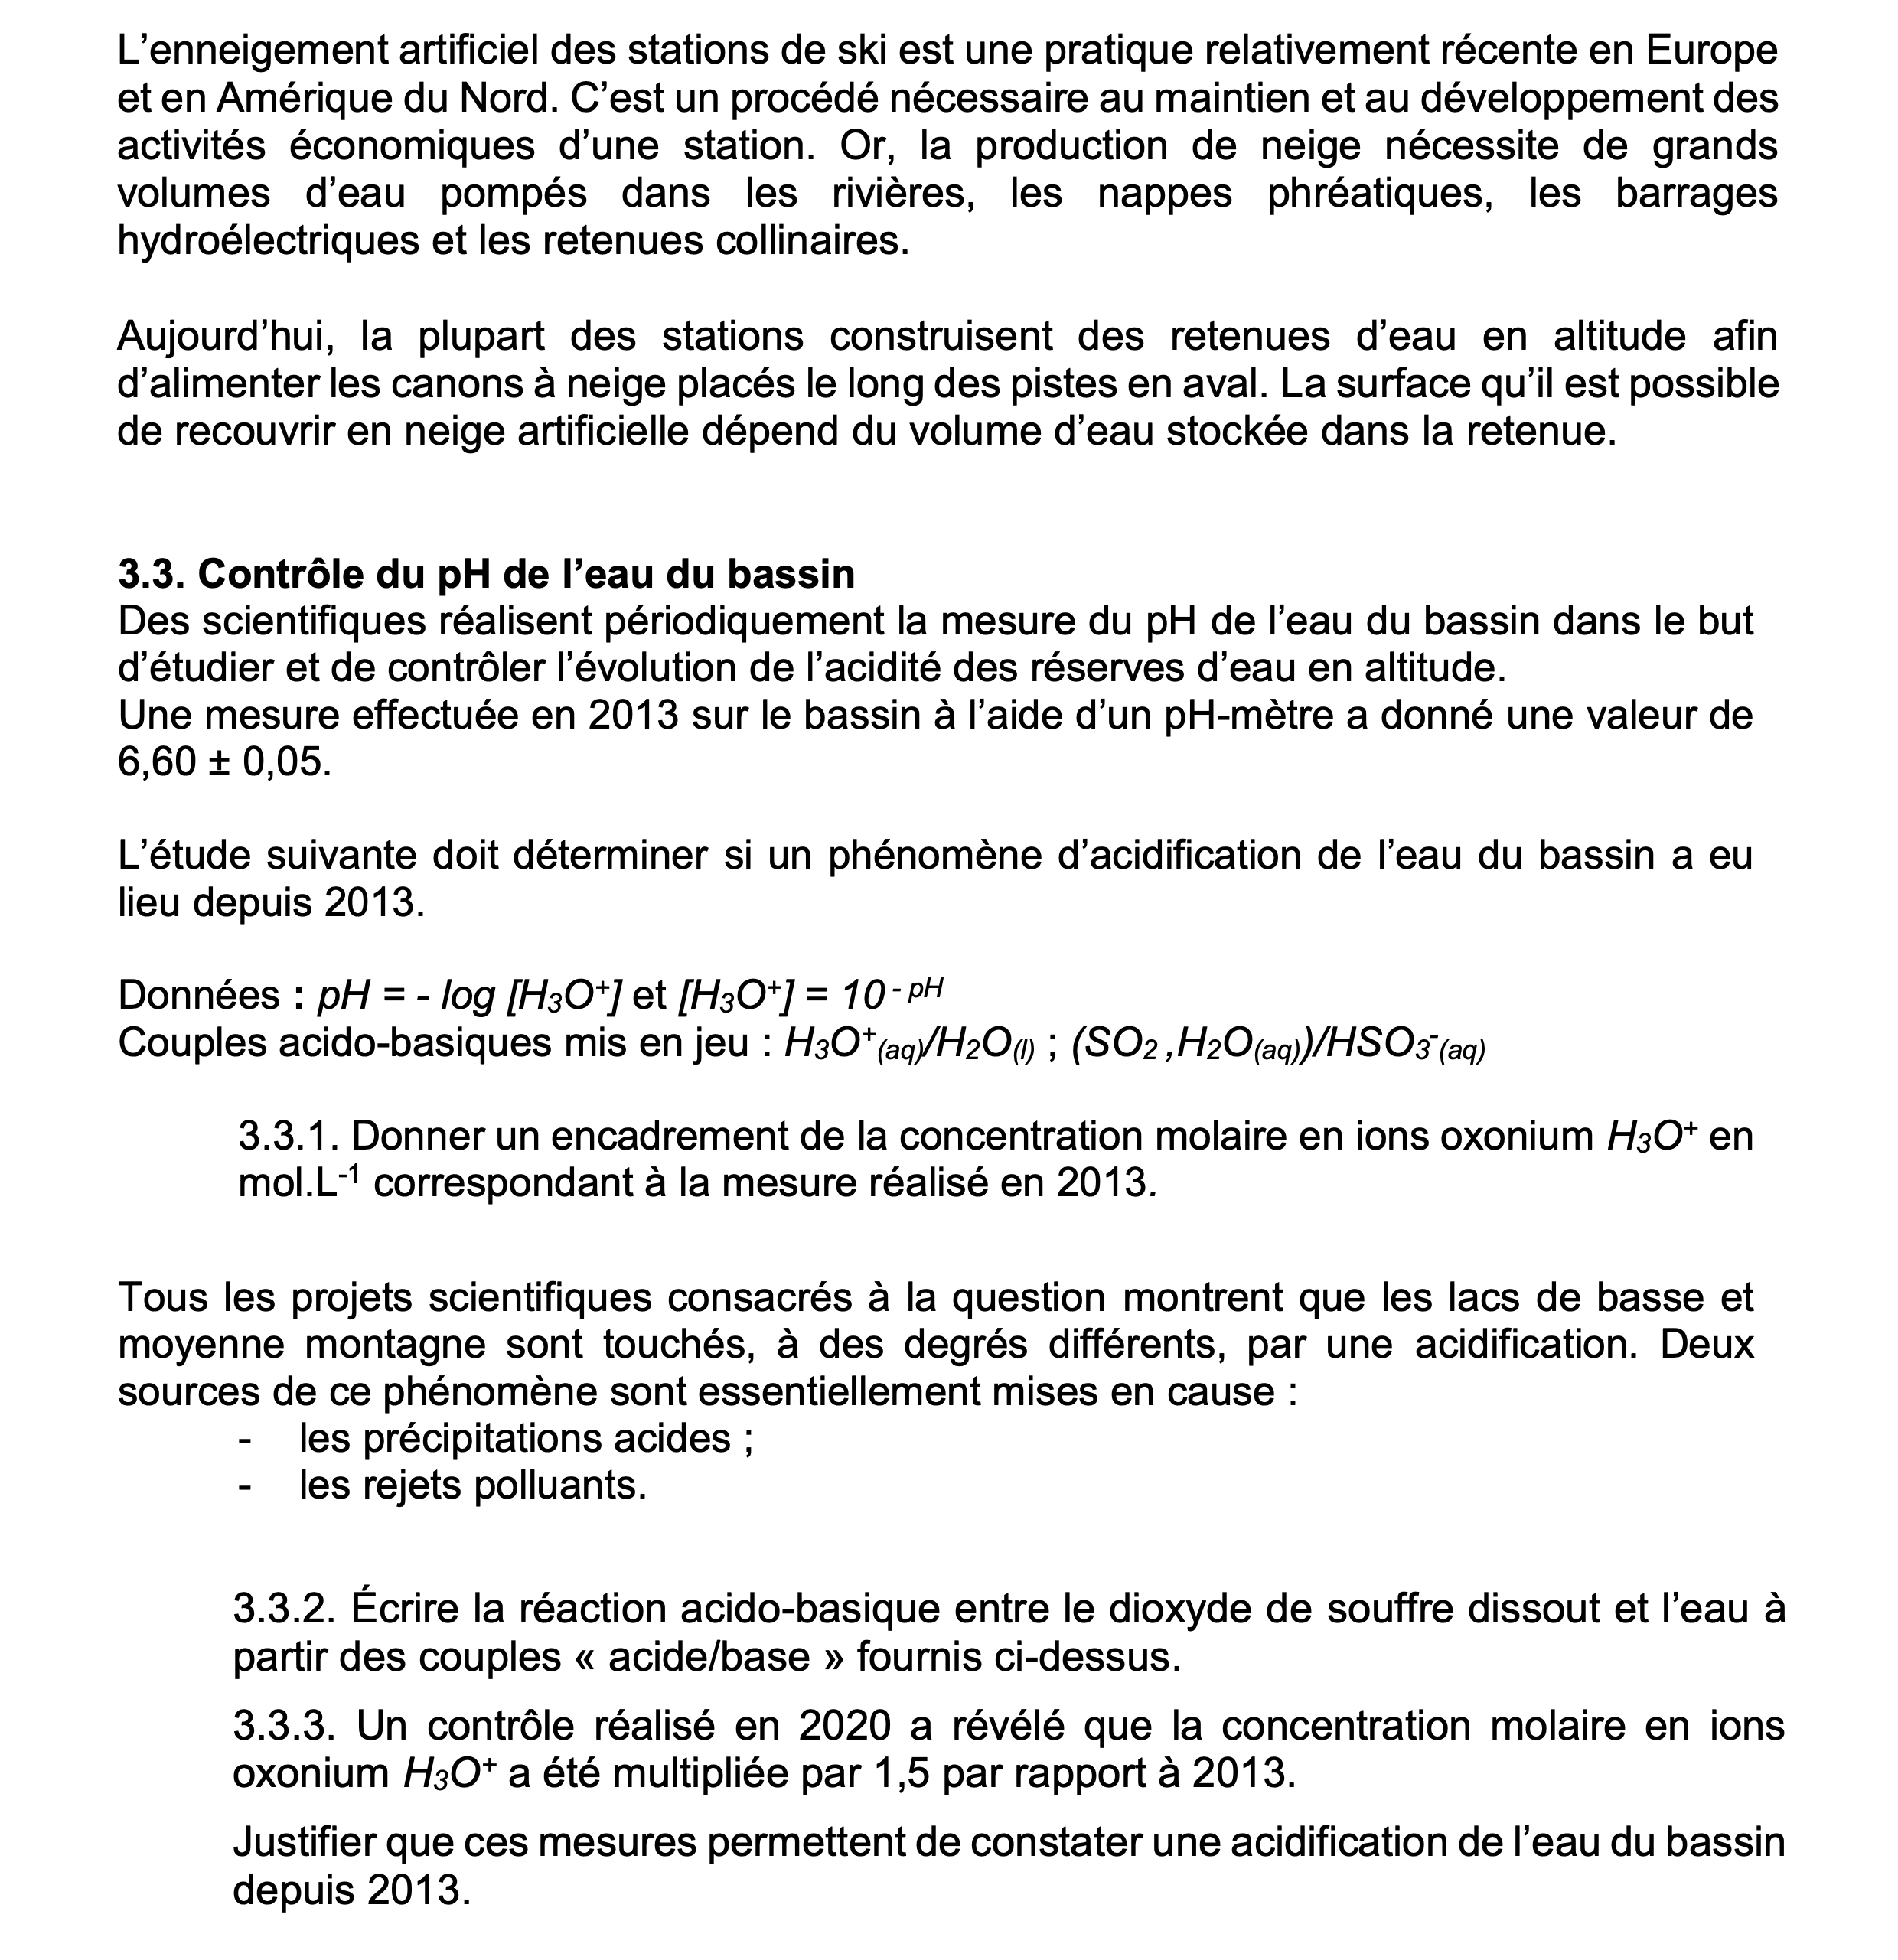 L’enneigement artificiel des stations de ski est une pratique relativement récente en Europe
et en Amérique du Nord. C’est un procédé nécessaire au maintien et au développement des
activités économiques d’une station. Or, la production de neige nécessite de grands
volumes d’eau pompés dans les rivières, les nappes phréatiques, les barrages
hydroélectriques et les retenues collinaires.
Aujourd’hui, la plupart des stations construisent des retenues d’eau en altitude afin
d’alimenter les canons à neige placés le long des pistes en aval. La surface qu’il est possible
de recouvrir en neige artificielle dépend du volume d’eau stockée dans la retenue.
3.3. Contrôle du pH de l’eau du bassin
Des scientifiques réalisent périodiquement la mesure du pH de l’eau du bassin dans le but
d’étudier et de contrôler l’évolution de l’acidité des réserves d’eau en altitude.
Une mesure effectuée en 2013 sur le bassin à l’aide d’un pH-mètre a donné une valeur de
6,60 ± 0,05.
L’étude suivante doit déterminer si un phénomène d’acidification de l’eau du bassin a eu
lieu depuis 2013.
Données : pH = - log [H₃O⁺] et [H₃O⁺] = 10⁻ ᵖᴴ
Couples acido-basiques mis en jeu : H₃O⁺(aq)/H₂O(l) ; (SO₂ ,H₂O(aq))/HSO₃⁻(aq)
3.3.1. Donner un encadrement de la concentration molaire en ions oxonium H₃O⁺ en
mol.L⁻¹ correspondant à la mesure réalisé en 2013.
Tous les projets scientifiques consacrés à la question montrent que les lacs de basse et
moyenne montagne sont touchés, à des degrés différents, par une acidification. Deux
sources de ce phénomène sont essentiellement mises en cause :
- les précipitations acides ;
- les rejets polluants.
3.3.2. Écrire la réaction acido-basique entre le dioxyde de souffre dissout et l’eau à
partir des couples « acide/base » fournis ci-dessus.
3.3.3. Un contrôle réalisé en 2020 a révélé que la concentration molaire en ions
oxonium H₃O⁺ a été multipliée par 1,5 par rapport à 2013.
Justifier que ces mesures permettent de constater une acidification de l’eau du bassin
depuis 2013.